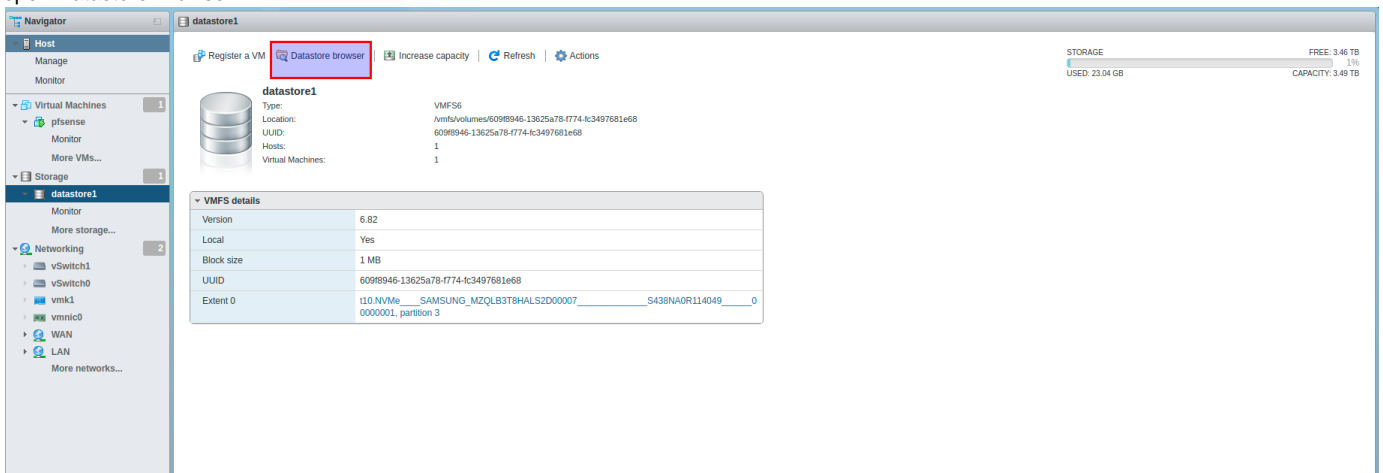 Navigator
Host
Manage
Monitor
Virtual Machines 1
pfsense
Monitor
More VMs...
Storage 1
datastore1
Monitor
More storage...
Networking 2
vSwitch1
vSwitch0
vmk1
vmnic0
WAN
LAN
More networks...
datastore1
Register a VM Datastore browser Increase capacity Refresh Actions
STORAGE FREE: 3.46 TB
1%
USED: 23.04 GB CAPACITY: 3.49 TB
datastore1
Type: VMFS6
Location: /vmfs/volumes/609f8946-13625a78-f774-fc3497681e68
UUID: 609f8946-13625a78-f774-fc3497681e68
Hosts: 1
Virtual Machines: 1
VMFS details
Version 6.82
Local Yes
Block size 1 MB
UUID 609f8946-13625a78-f774-fc3497681e68
Extent 0 t10.NVMe____SAMSUNG_MZQLB3T8HALS2D00007______________S438NA0R114049______0
0000001, partition 3